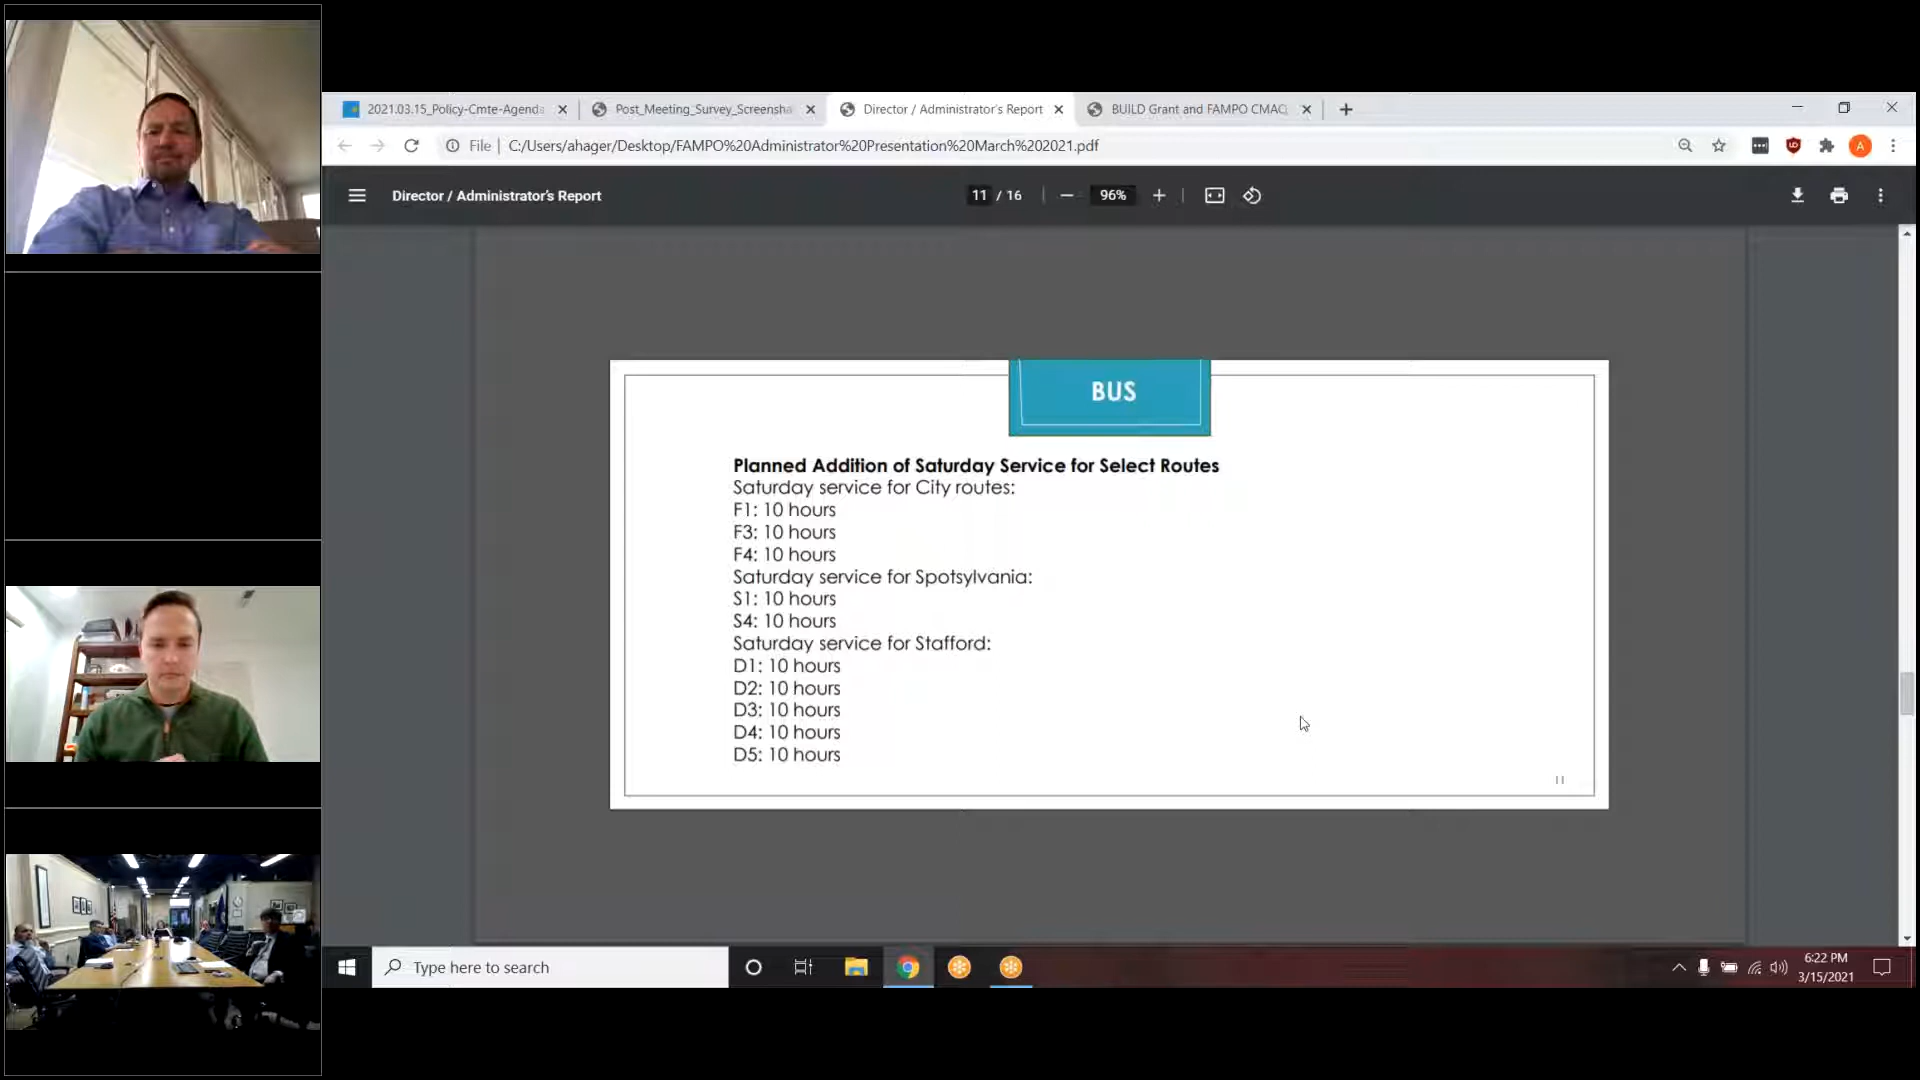 2021.03.15_Policy-Cmte-Agenda
Post_Meeting_Survey_Screensha
Director / Administrator's Report
BUILD Grant and FAMPO CMAQ
File
C:/Users/ahager/Desktop/FAMPO%20Administrator%20Presentation%20March%202021.pdf
A
Director / Administrator's Report
11 / 16
96%
BUS
Planned Addition of Saturday Service for Select Routes
Saturday service for City routes:
F1: 10 hours
F3: 10 hours
F4: 10 hours
Saturday service for Spotsylvania:
S1: 10 hours
S4: 10 hours
Saturday service for Stafford:
D1: 10 hours
D2: 10 hours
D3: 10 hours
D4: 10 hours
D5: 10 hours
11
Type here to search
6:22 PM
3/15/2021